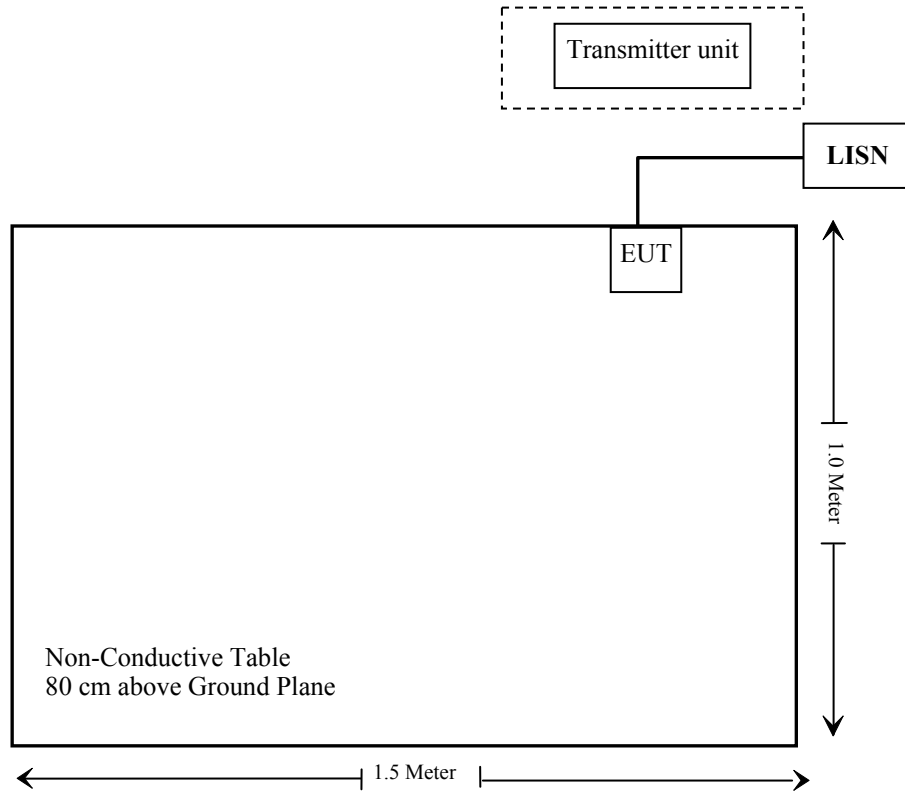 Transmitter unit
LISN
EUT
1.0 Meter
Non-Conductive Table
80 cm above Ground Plane
1.5 Meter